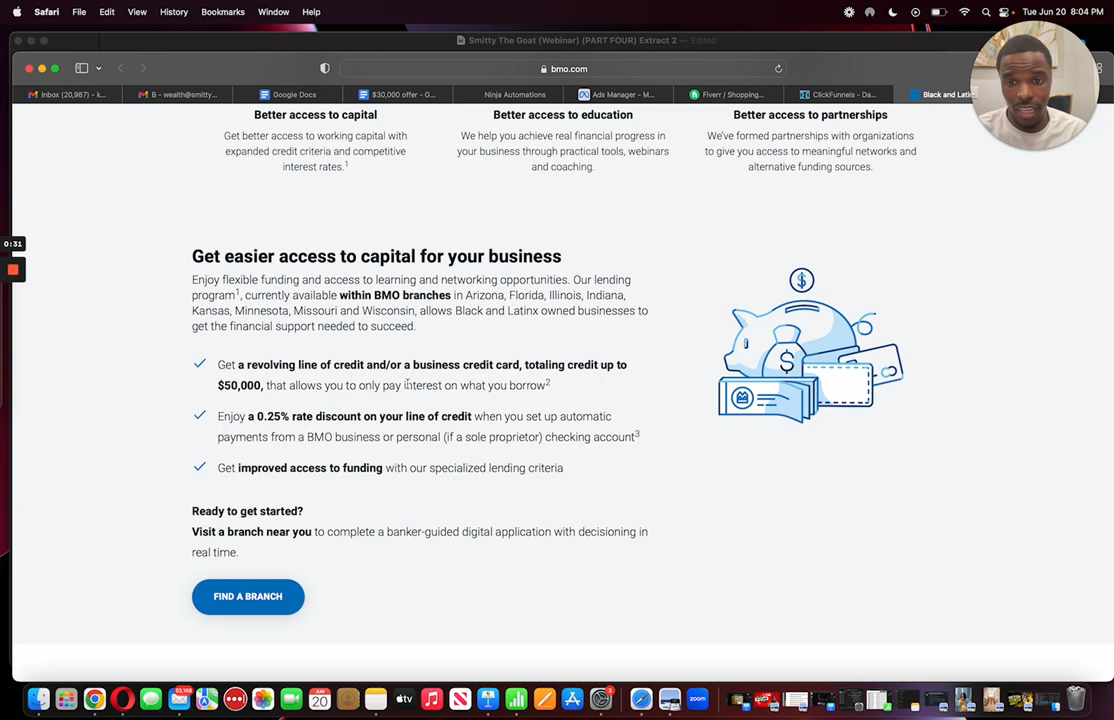 Safari File Edit View History Bookmarks Window Help Tue Jun 20 8:04 PM
Smitty The Goat (Webinar) (PART FOUR) Extract 2 — Edited
bmo.com
Inbox (20,987) - k... B - wealth@smitty... Google Docs $30,000 offer - G... Ninja Automations Ads Manager - M... Fiverr / Shopping... ClickFunnels - Da... Black and Latin
Better access to capital
Get better access to working capital with
expanded credit criteria and competitive
interest rates.1
Better access to education
We help you achieve real financial progress in
your business through practical tools, webinars
and coaching.
Better access to partnerships
We've formed partnerships with organizations
to give you access to meaningful networks and
alternative funding sources.
0:31
Get easier access to capital for your business
Enjoy flexible funding and access to learning and networking opportunities. Our lending
program1, currently available within BMO branches in Arizona, Florida, Illinois, Indiana,
Kansas, Minnesota, Missouri and Wisconsin, allows Black and Latinx owned businesses to
get the financial support needed to succeed.
Get a revolving line of credit and/or a business credit card, totaling credit up to
$50,000, that allows you to only pay interest on what you borrow2
Enjoy a 0.25% rate discount on your line of credit when you set up automatic
payments from a BMO business or personal (if a sole proprietor) checking account3
Get improved access to funding with our specialized lending criteria
Ready to get started?
Visit a branch near you to complete a banker-guided digital application with decisioning in
real time.
FIND A BRANCH
53,168
JUN
20
tv
3
zoom